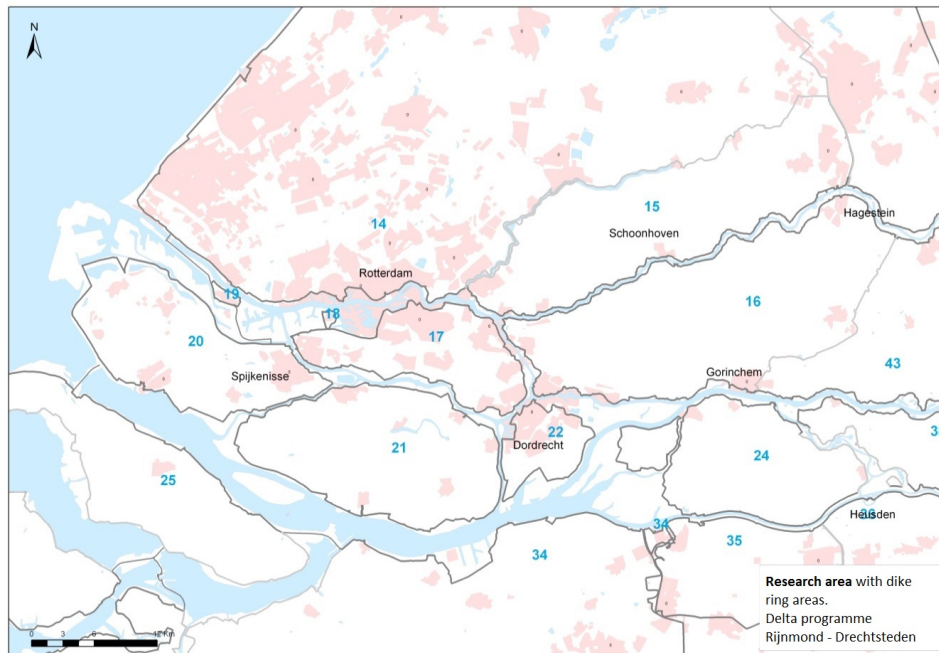 N
14
15
Schoonhoven
Hagestein
Rotterdam
19
18
16
20
17
43
Spijkenisse
Gorinchem
22
Dordrecht
21
24
25
34
Heusden
34
35
0 3 6 12 Km
Research area with dike
ring areas.
Delta programme
Rijnmond - Drechtsteden